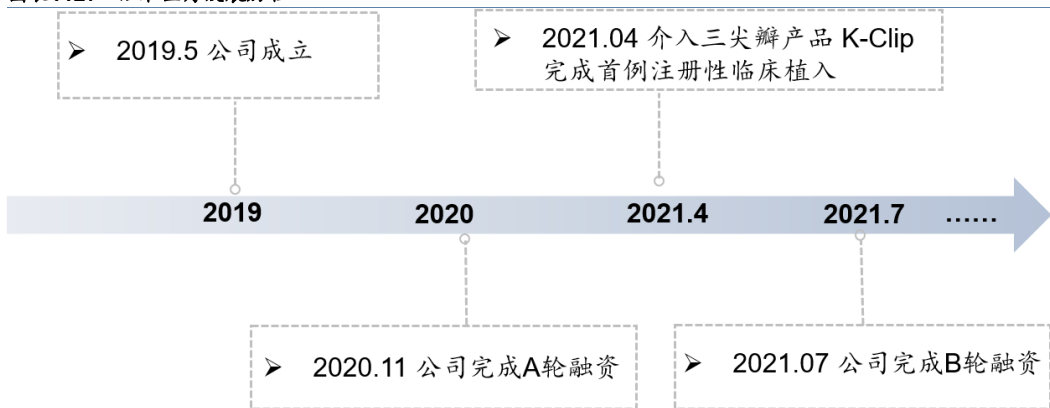 ➢ 2019.5 公司成立
➢ 2021.04 介入三尖瓣产品 K-Clip
完成首例注册性临床植入
2019
2020
2021.4
2021.7
……
➢ 2020.11 公司完成A轮融资
➢ 2021.07 公司完成B轮融资